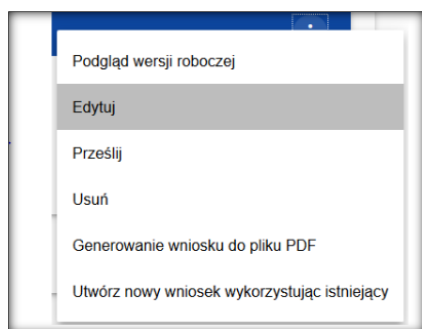 Podgląd wersji roboczej
Edytuj
Prześlij
Usuń
Generowanie wniosku do pliku PDF
Utwórz nowy wniosek wykorzystując istniejący